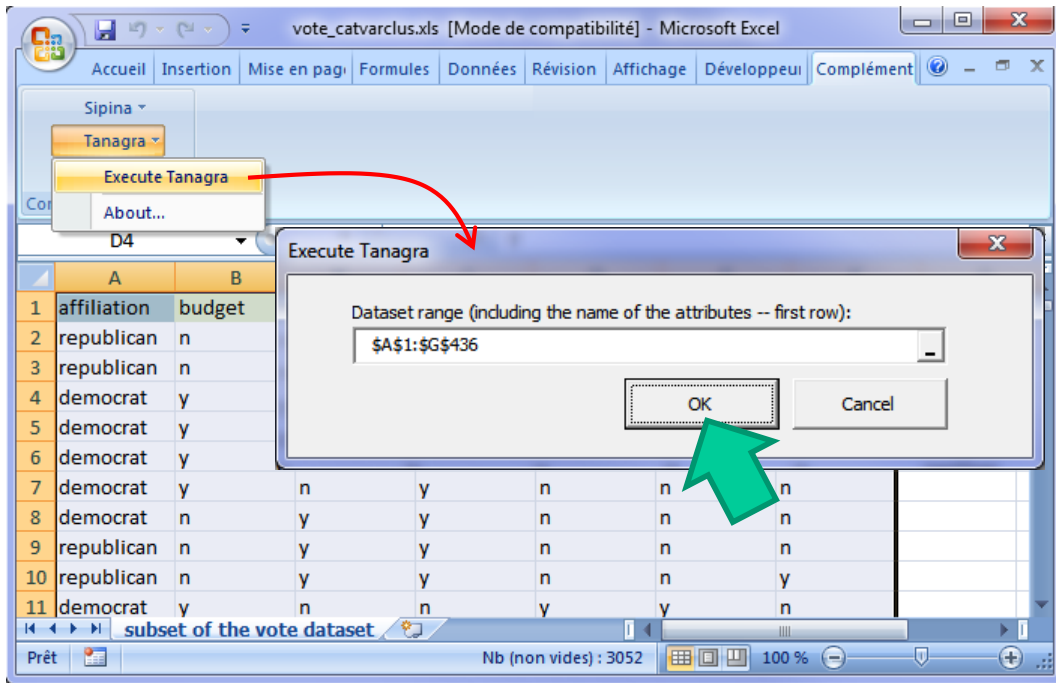 vote_catvarclus.xls [Mode de compatibilité] - Microsoft Excel
Accueil Insertion Mise en pag Formules Données Révision Affichage Développeu Complément
Sipina
Tanagra
Execute Tanagra
About...
D4
Execute Tanagra
Dataset range (including the name of the attributes -- first row):
$A$1:$G$436
OK Cancel
A B
1 affiliation budget
2 republican n
3 republican n
4 democrat y
5 democrat y
6 democrat y
7 democrat y n y n n n
8 democrat n y y n n n
9 republican n y y n n n
10 republican n y y n n y
11 democrat y n n y y n
subset of the vote dataset
Prêt Nb (non vides) : 3052 100 %